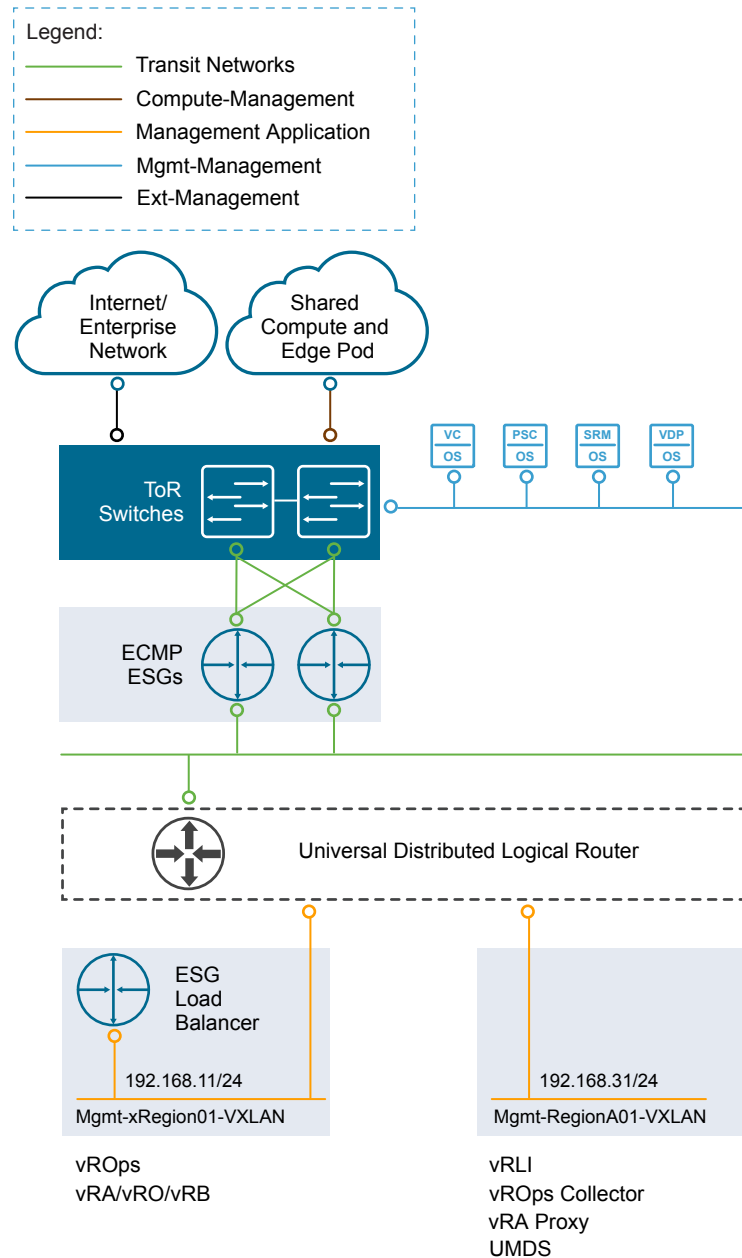 Legend:
Transit Networks
Compute-Management
Management Application
Mgmt-Management
Ext-Management
Internet/
Enterprise
Network
Shared
Compute and
Edge Pod
VC
OS
PSC
OS
SRM
OS
VDP
OS
ToR
Switches
ECMP
ESGs
Universal Distributed Logical Router
ESG
Load
Balancer
192.168.11/24
Mgmt-xRegion01-VXLAN
192.168.31/24
Mgmt-RegionA01-VXLAN
vROps
vRA/vRO/vRB
vRLI
vROps Collector
vRA Proxy
UMDS